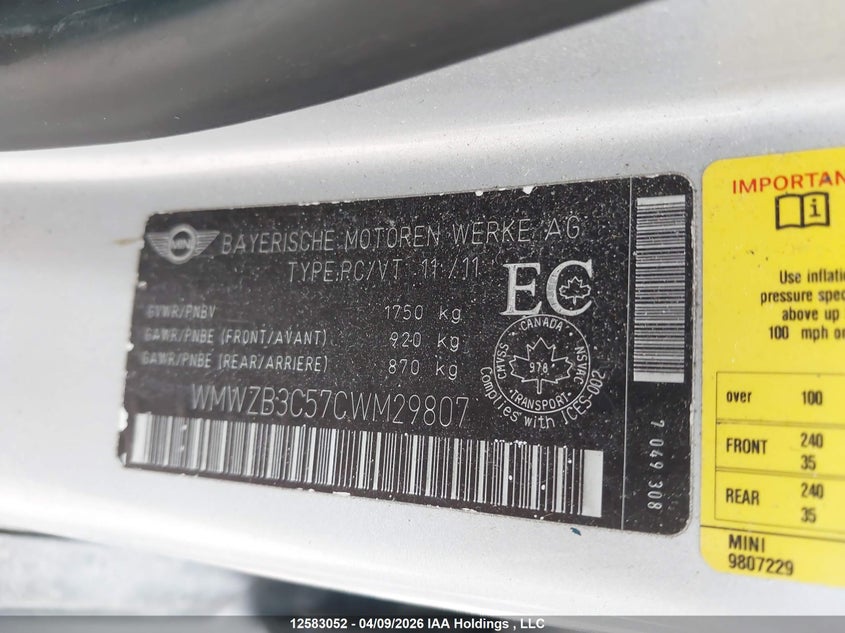 MINI
BAYERISCHE MOTOREN WERKE AG
TYPE:PC/VT 11/11
GVWR/PNBV 1750 kg
GAWR/PNBE (FRONT/AVANT) 920 kg
GAWR/PNBE (REAR/ARRIERE) 870 kg
WMWZB3C57CWM29807
EC
CANADA
CMVSS
NSVAC
978
TRANSPORT
Complies with ICES-002
7 049 308
IMPORTAN
i
Use inflati
pressure spec
above up
100 mph or
over 100
FRONT 240
35
REAR 240
35
MINI
9807229
12583052 - 04/09/2026 IAA Holdings , LLC